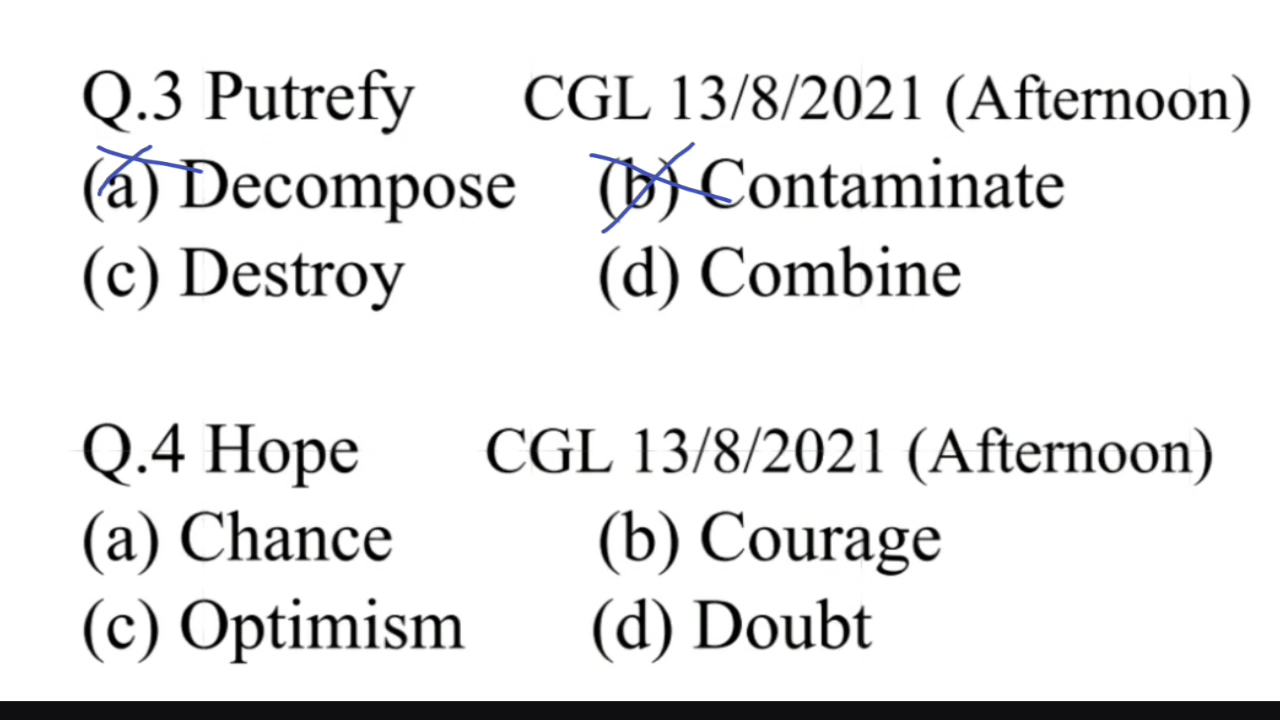 Q.3 Putrefy CGL 13/8/2021 (Afternoon)
(a) Decompose (b) Contaminate
(c) Destroy (d) Combine
Q.4 Hope CGL 13/8/2021 (Afternoon)
(a) Chance (b) Courage
(c) Optimism (d) Doubt